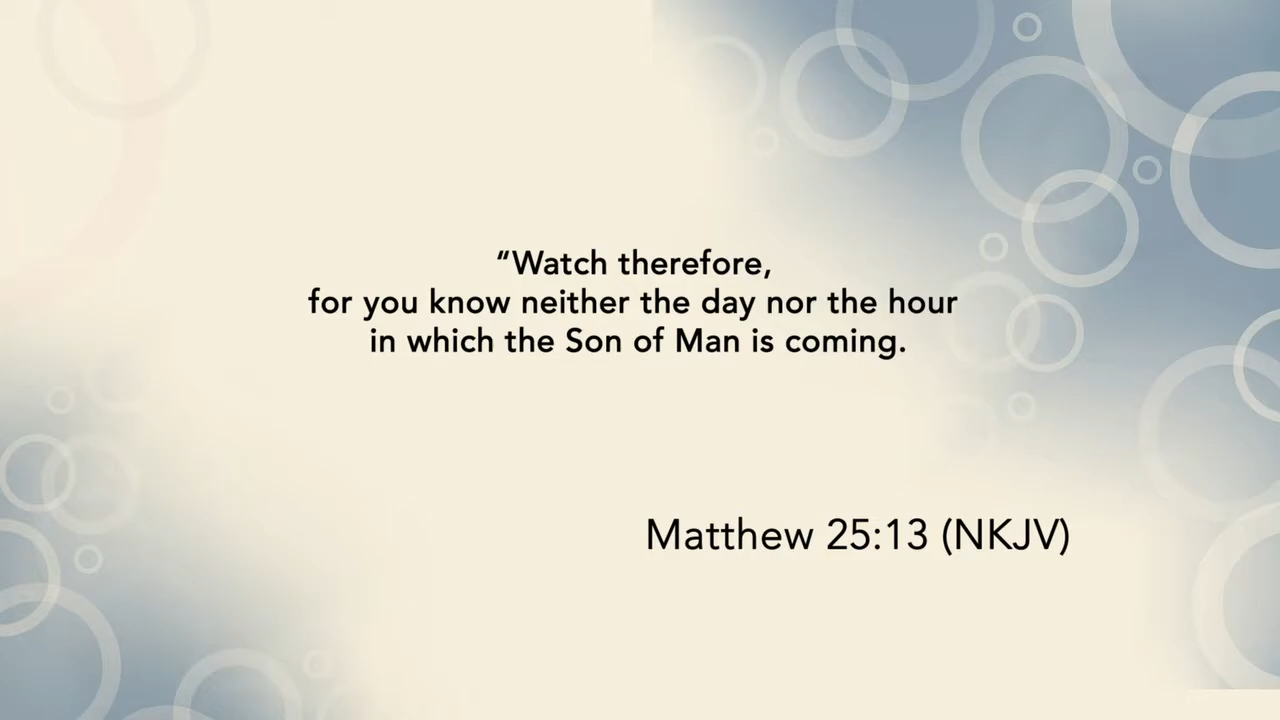 “Watch therefore,
for you know neither the day nor the hour
in which the Son of Man is coming.
Matthew 25:13 (NKJV)